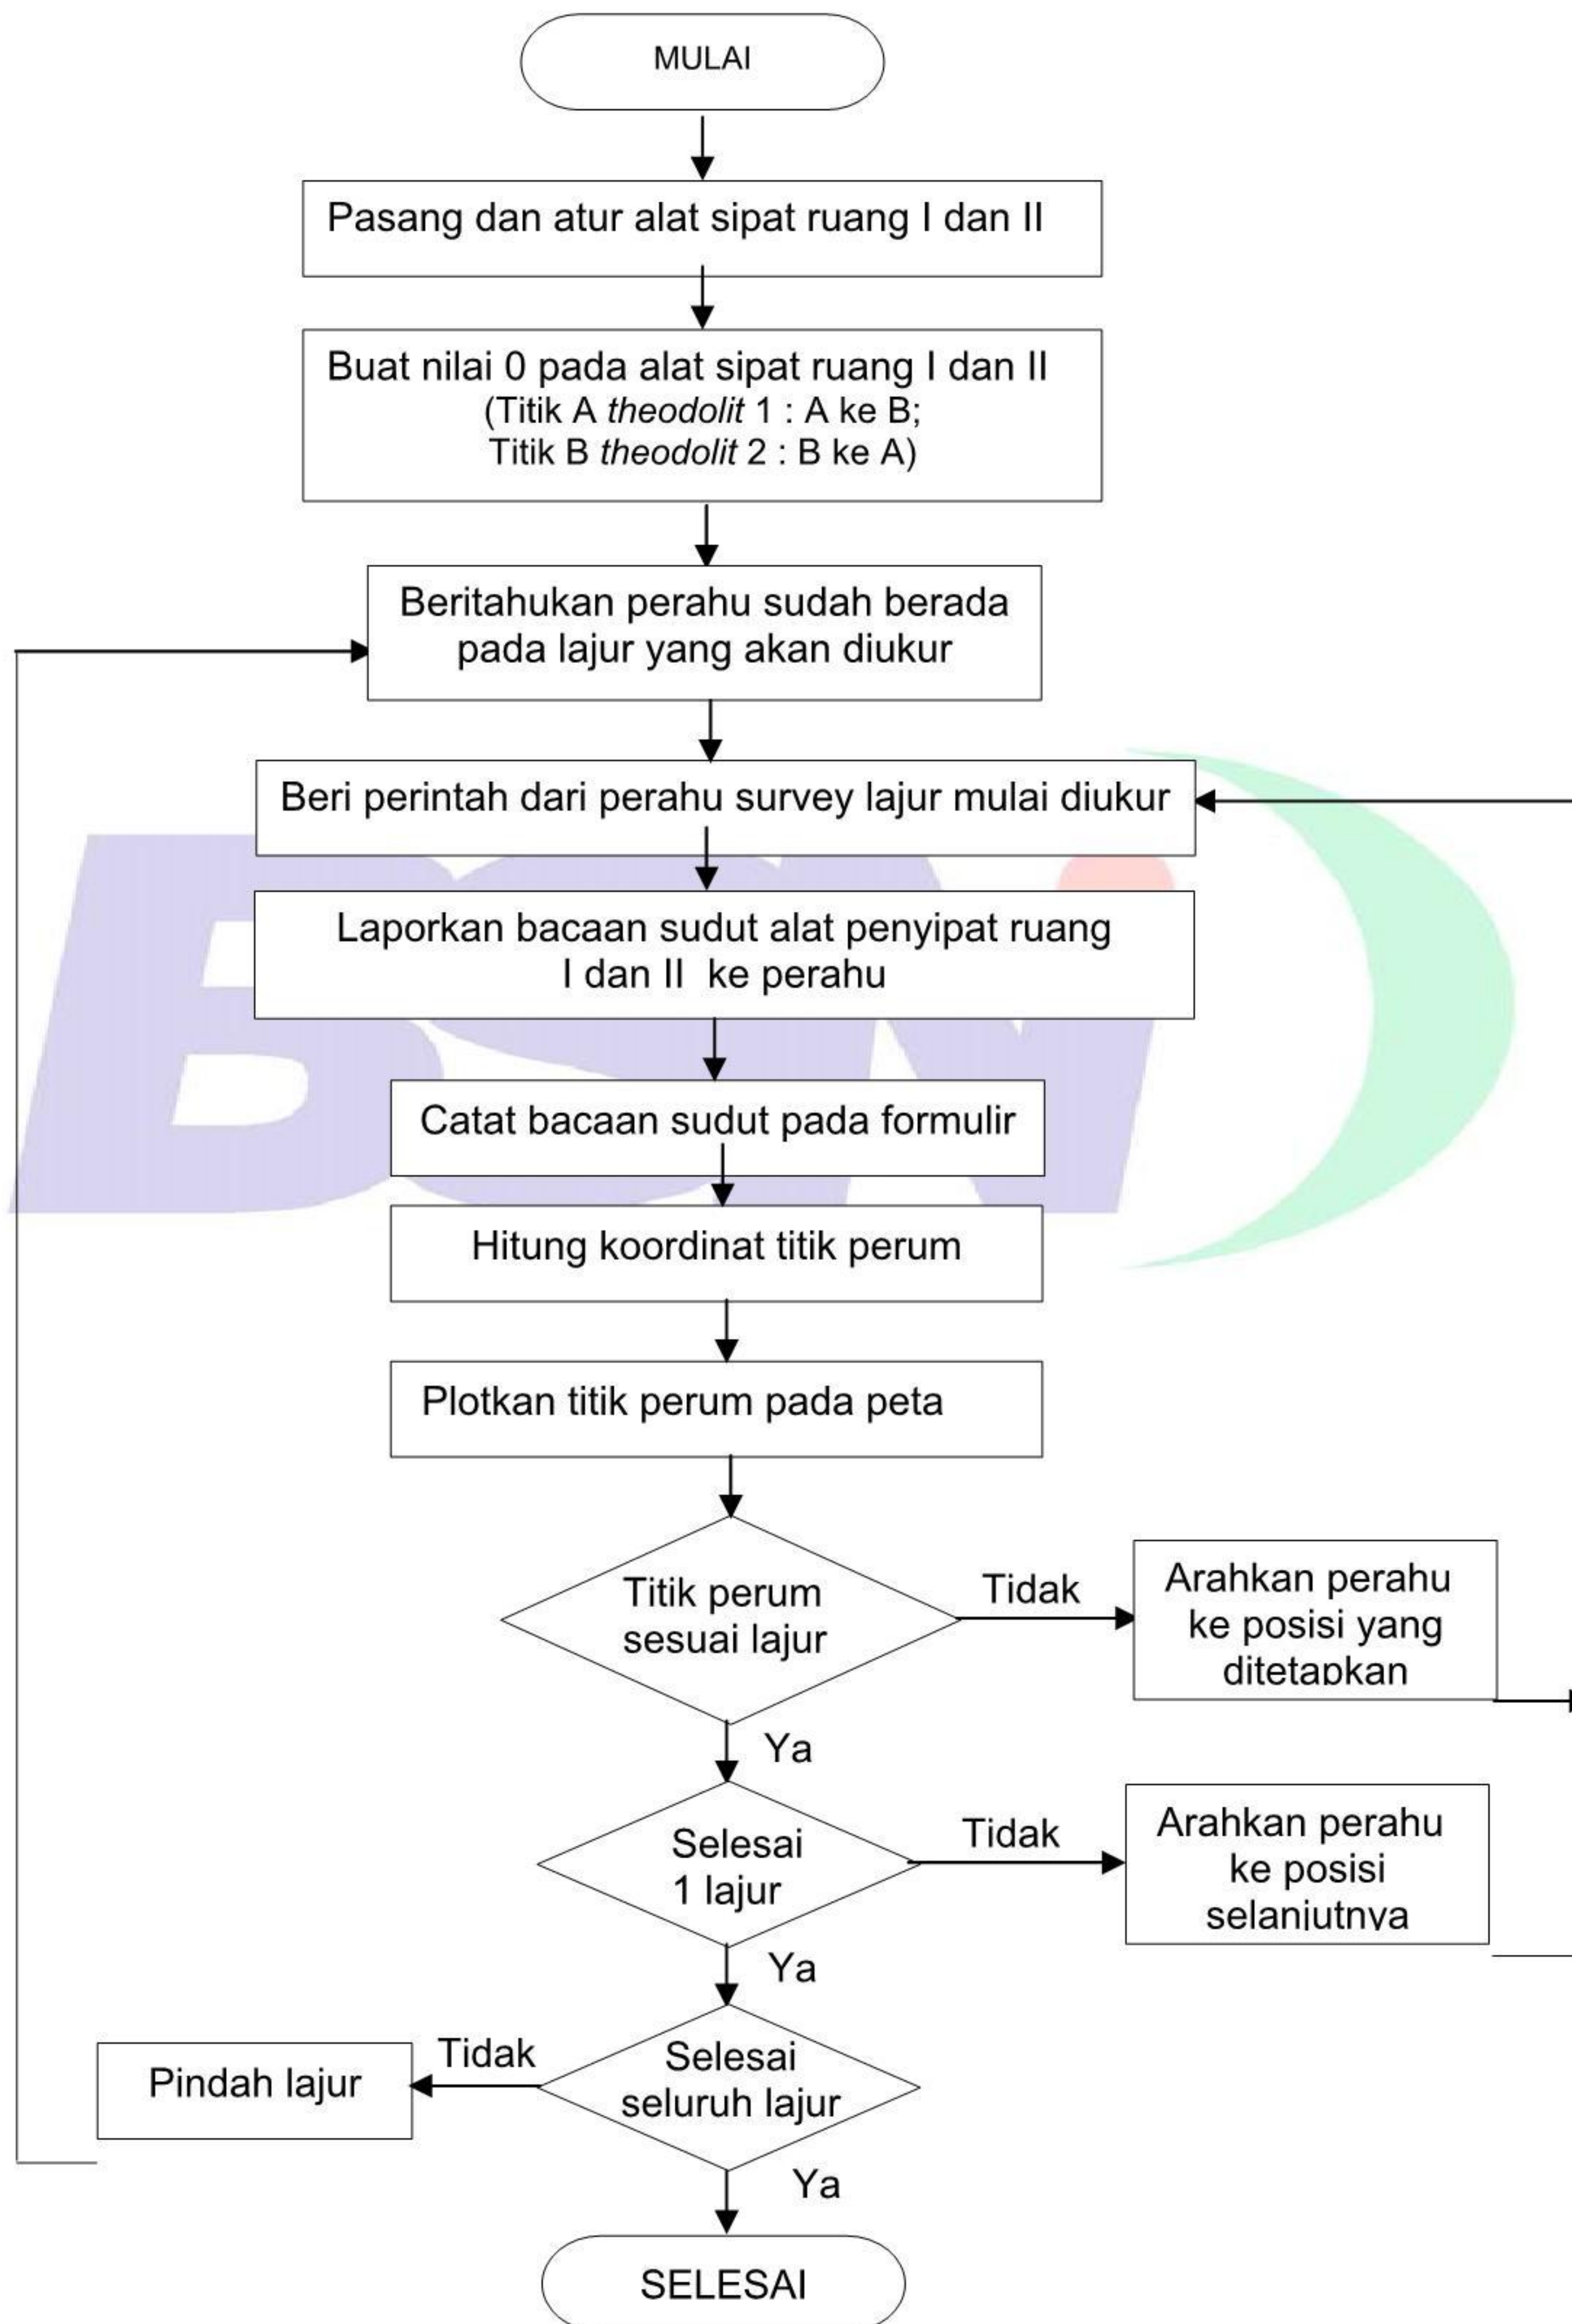 MULAI
Pasang dan atur alat sipat ruang I dan II
Buat nilai 0 pada alat sipat ruang I dan II
(Titik A theodolit 1 : A ke B;
Titik B theodolit 2 : B ke A)
Beritahukan perahu sudah berada
pada lajur yang akan diukur
Beri perintah dari perahu survey lajur mulai diukur
Laporkan bacaan sudut alat penyipat ruang
I dan II ke perahu
Catat bacaan sudut pada formulir
Hitung koordinat titik perum
Plotkan titik perum pada peta
Titik perum
sesuai lajur
Tidak
Arahkan perahu
ke posisi yang
ditetapkan
Ya
Selesai
1 lajur
Tidak
Arahkan perahu
ke posisi
selanjutnya
Ya
Selesai
seluruh lajur
Tidak
Pindah lajur
Ya
SELESAI
BSN